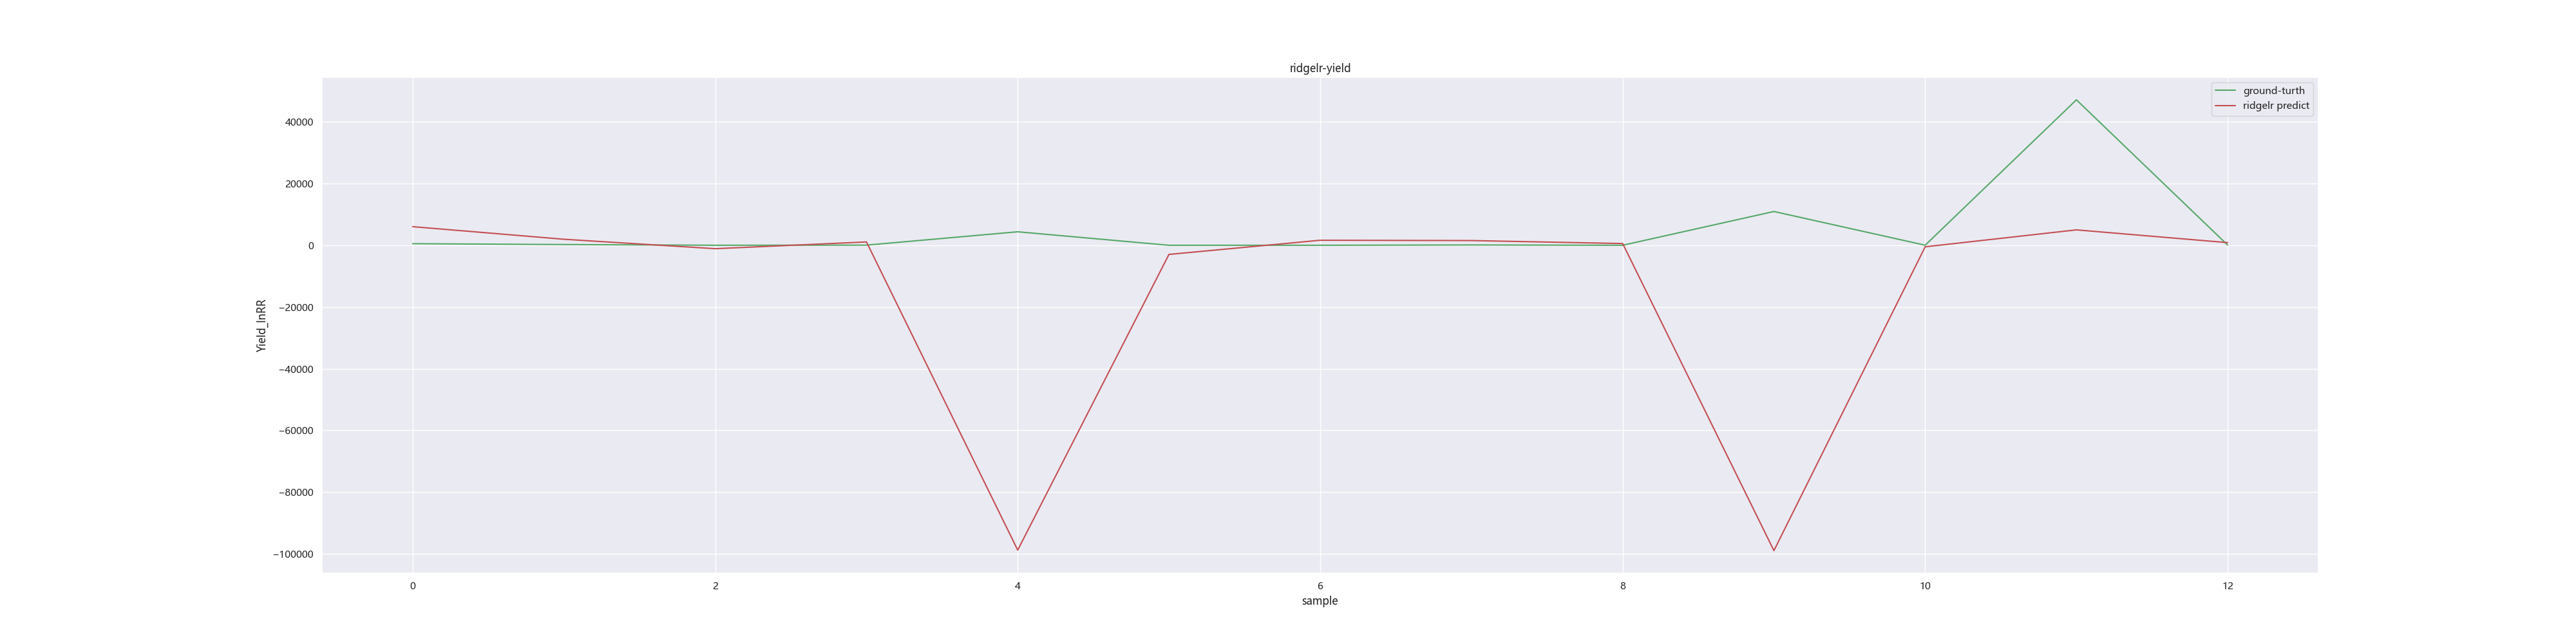 ridgelr-yield
ground-turth
ridgelr predict
40000
20000
0
−20000
−40000
−60000
−80000
−100000
Yield_lnRR
0 2 4 6 8 10 12
sample